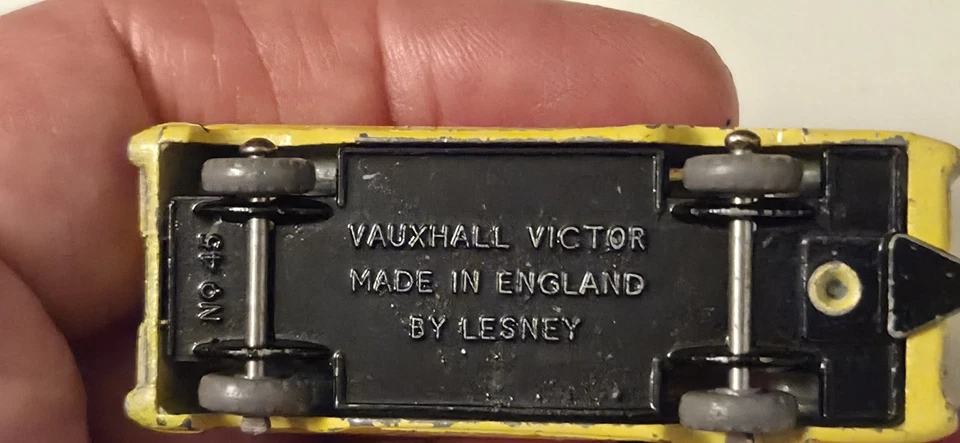 VAUXHALL VICTOR
MADE IN ENGLAND
BY LESNEY
NO 45